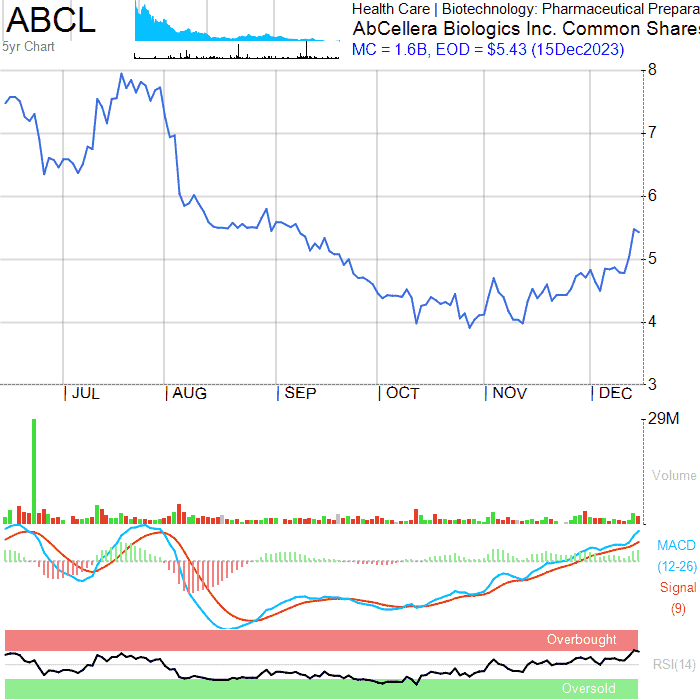 ABCL
5yr Chart
Health Care | Biotechnology: Pharmaceutical Prepara
AbCellera Biologics Inc. Common Shares
MC = 1.6B, EOD = $5.43 (15Dec2023)
8
7
6
5
4
3
| JUL | AUG | SEP | OCT | NOV | DEC
29M
Volume
MACD
(12-26)
Signal
(9)
Overbought
RSI(14)
Oversold